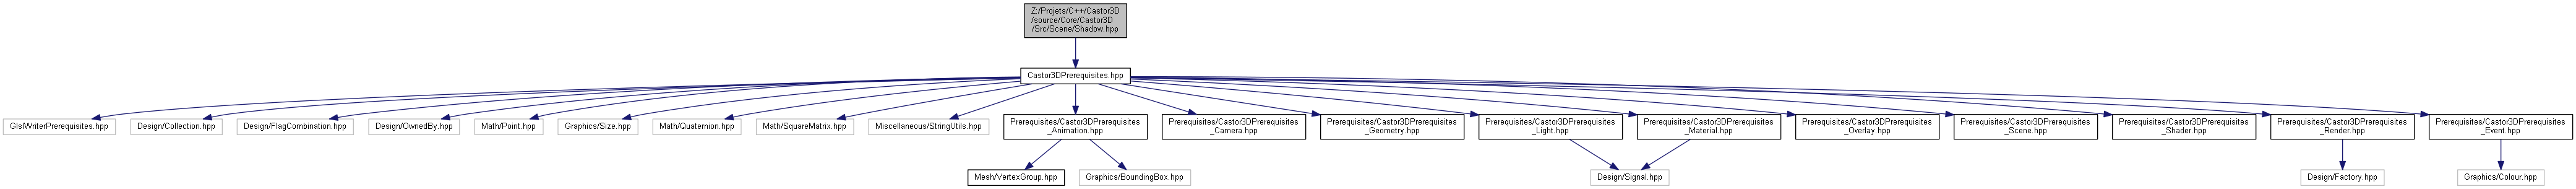 Z:/Projets/C++/Castor3D
/source/Core/Castor3D
/Src/Scene/Shadow.hpp
Castor3DPrerequisites.hpp
GlslWriterPrerequisites.hpp
Design/Collection.hpp
Design/FlagCombination.hpp
Design/OwnedBy.hpp
Math/Point.hpp
Graphics/Size.hpp
Math/Quaternion.hpp
Math/SquareMatrix.hpp
Miscellaneous/StringUtils.hpp
Prerequisites/Castor3DPrerequisites
_Animation.hpp
Prerequisites/Castor3DPrerequisites
_Camera.hpp
Prerequisites/Castor3DPrerequisites
_Geometry.hpp
Prerequisites/Castor3DPrerequisites
_Light.hpp
Prerequisites/Castor3DPrerequisites
_Material.hpp
Prerequisites/Castor3DPrerequisites
_Overlay.hpp
Prerequisites/Castor3DPrerequisites
_Scene.hpp
Prerequisites/Castor3DPrerequisites
_Shader.hpp
Prerequisites/Castor3DPrerequisites
_Render.hpp
Prerequisites/Castor3DPrerequisites
_Event.hpp
Mesh/VertexGroup.hpp
Graphics/BoundingBox.hpp
Design/Signal.hpp
Design/Factory.hpp
Graphics/Colour.hpp